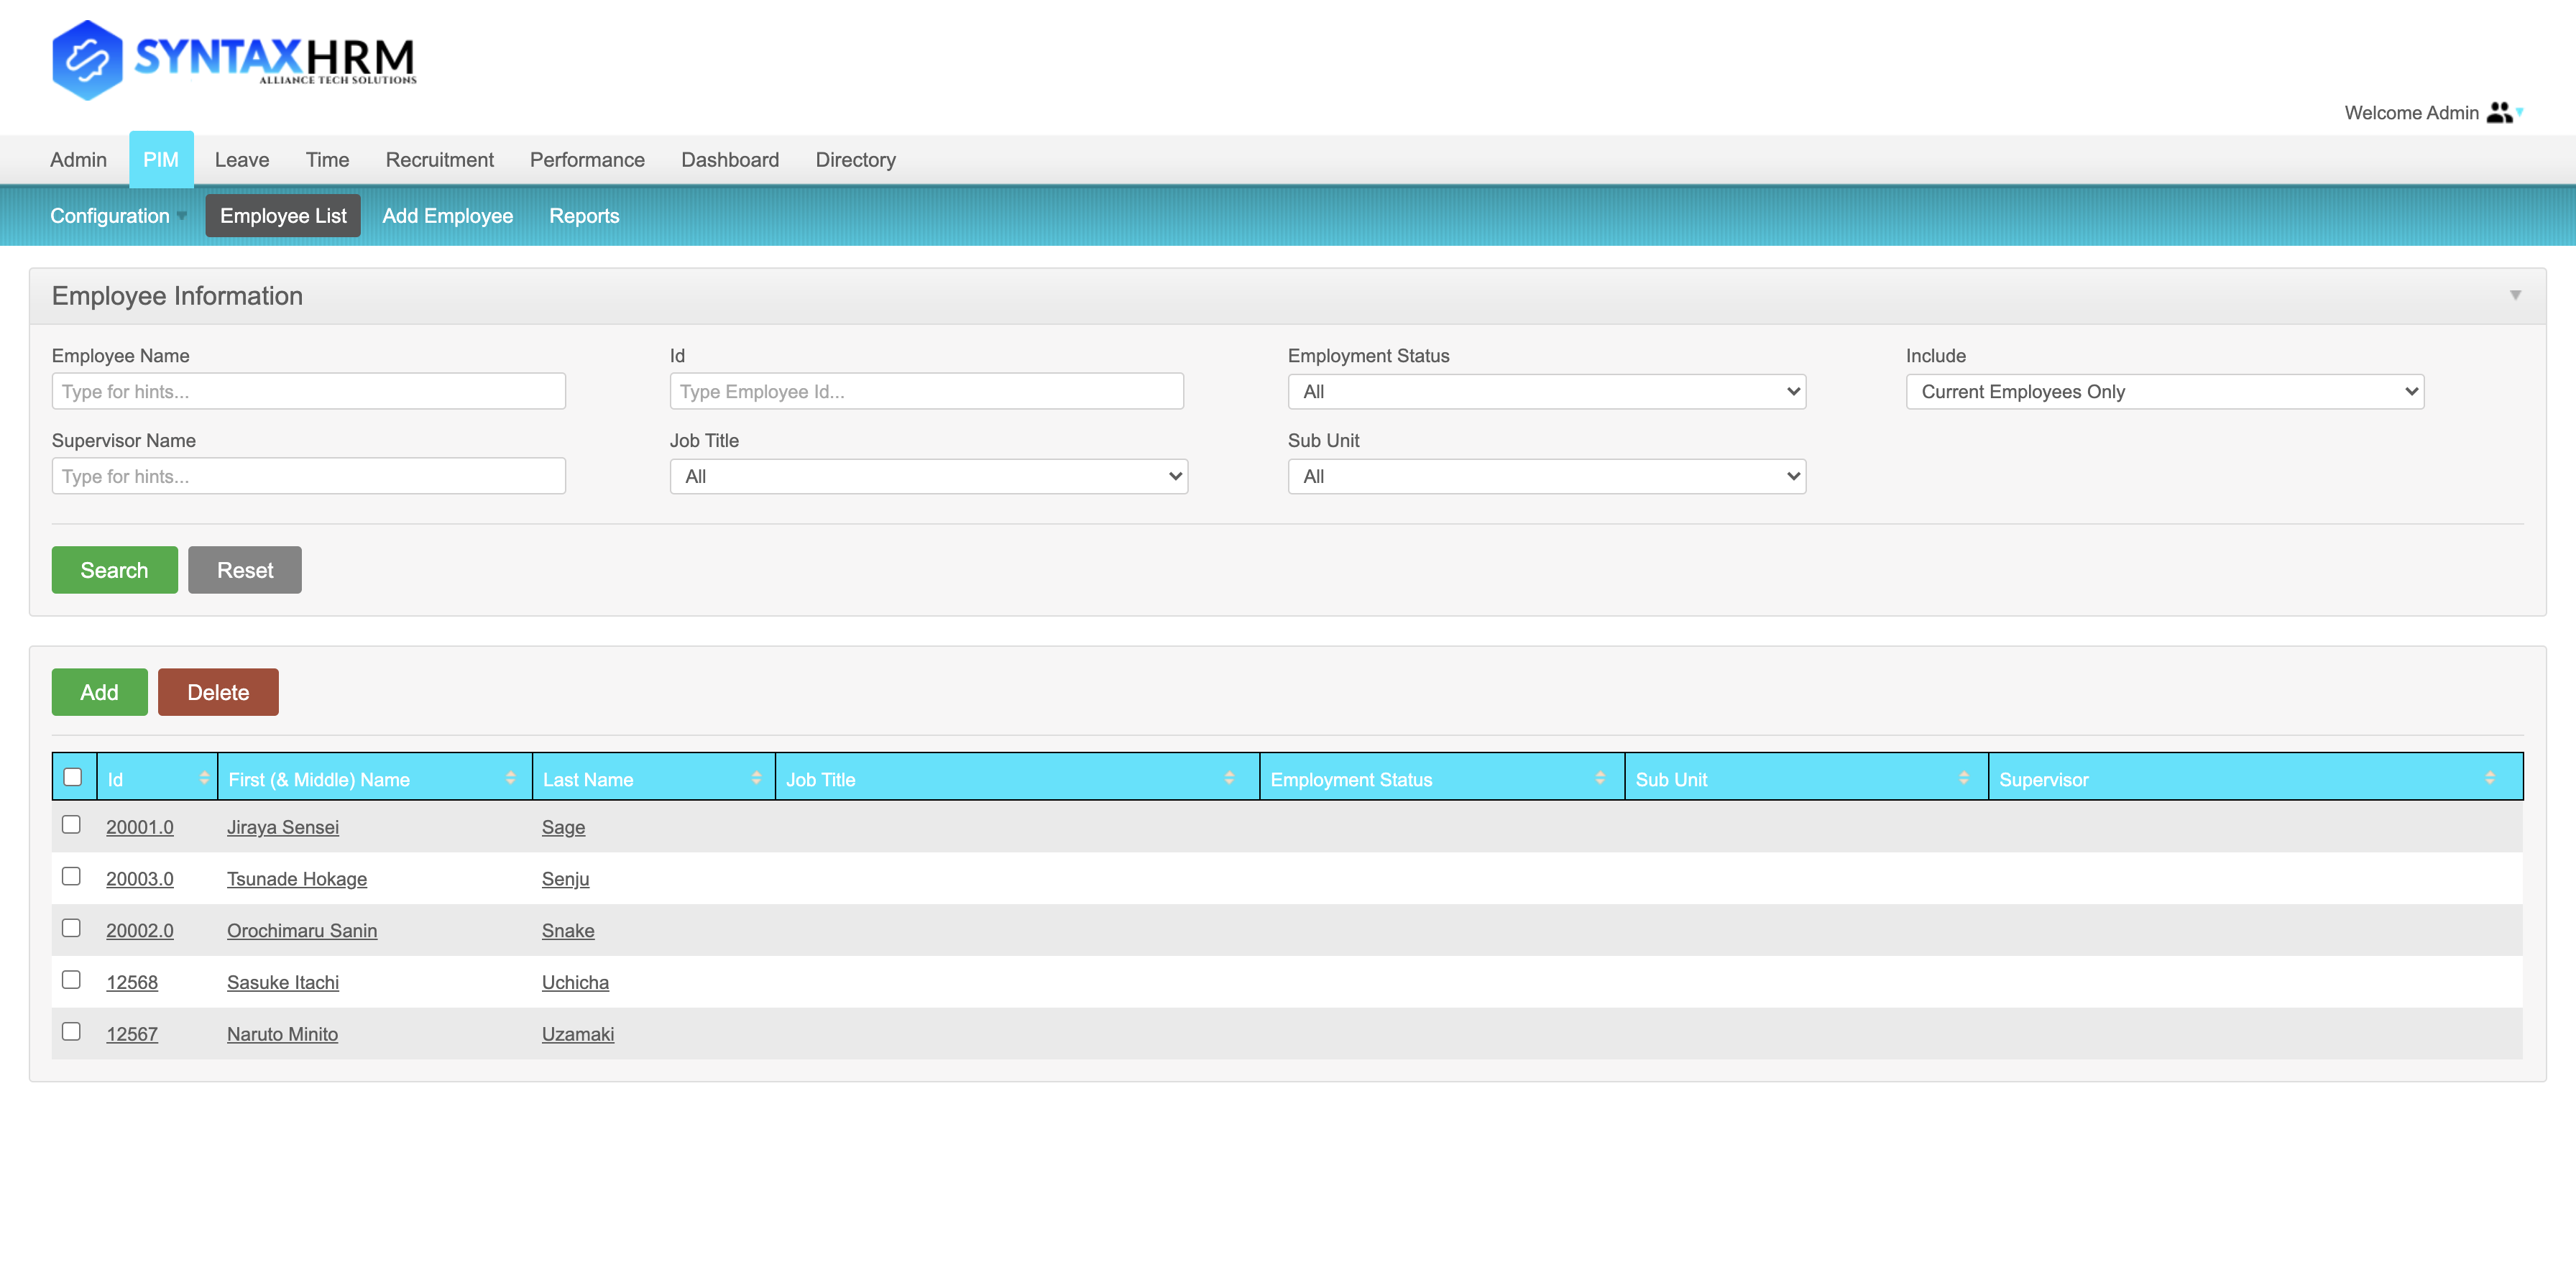 SYNTAXHRM
ALLIANCE TECH SOLUTIONS
Welcome Admin
Admin PIM Leave Time Recruitment Performance Dashboard Directory
Configuration Employee List Add Employee Reports
Employee Information
Employee Name Id Employment Status Include
Type for hints... Type Employee Id... All Current Employees Only
Supervisor Name Job Title Sub Unit
Type for hints... All All
Search Reset
Add Delete
Id First (& Middle) Name Last Name Job Title Employment Status Sub Unit Supervisor
20001.0 Jiraya Sensei Sage
20003.0 Tsunade Hokage Senju
20002.0 Orochimaru Sanin Snake
12568 Sasuke Itachi Uchicha
12567 Naruto Minito Uzamaki